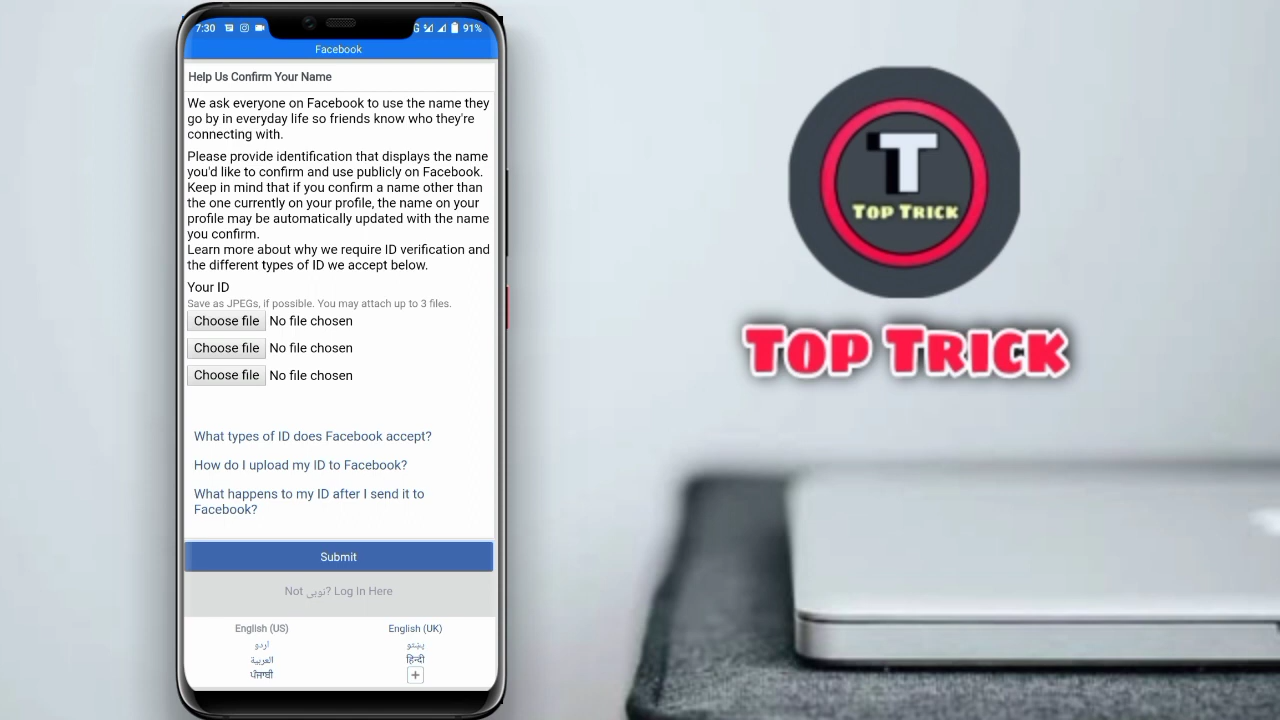 7:30
91%
Facebook
Help Us Confirm Your Name
We ask everyone on Facebook to use the name they
go by in everyday life so friends know who they're
connecting with.
Please provide identification that displays the name
you'd like to confirm and use publicly on Facebook.
Keep in mind that if you confirm a name other than
the one currently on your profile, the name on your
profile may be automatically updated with the name
you confirm.
Learn more about why we require ID verification and
the different types of ID we accept below.
Your ID
Save as JPEGs, if possible. You may attach up to 3 files.
Choose file No file chosen
Choose file No file chosen
Choose file No file chosen
What types of ID does Facebook accept?
How do I upload my ID to Facebook?
What happens to my ID after I send it to
Facebook?
Submit
Not نوبی? Log In Here
English (US) English (UK)
اردو پښتو
العربية हिन्दी
ਪੰਜਾਬੀ +
T
TOP TRICK
TOP TRICK